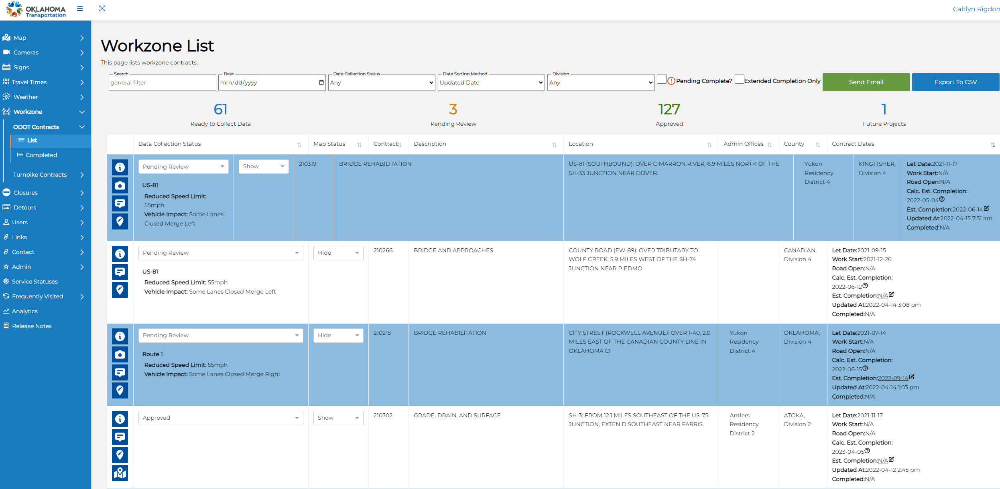 OKLAHOMA
Transportation
Caitlyn Rigdon
Map
Cameras
Signs
Travel Times
Weather
Workzone
ODOT Contracts
List
Completed
Turnpike Contracts
Closures
Detours
Users
Links
Contact
Admin
Service Statuses
Frequently Visited
Analytics
Release Notes
Workzone List
This page lists workzone contracts.
Search
general filter
Date
mm/dd/yyyy
Data Collection Status
Any
Date Sorting Method
Updated Date
Division
Any
Pending Complete?
Extended Completion Only
Send Email
Export To CSV
61
Ready to Collect Data
3
Pending Review
127
Approved
1
Future Projects
Data Collection Status
Map Status
Contract
Description
Location
Admin Offices
County
Contract Dates
Pending Review
US-81
Reduced Speed Limit:
55mph
Vehicle Impact: Some Lanes
Closed Merge Left
Show
210319
BRIDGE REHABILITATION
US-81 (SOUTHBOUND): OVER CIMARRON RIVER, 6.9 MILES NORTH OF THE
SH-33 JUNCTION NEAR DOVER.
Yukon
Residency
District 4
KINGFISHER,
Division 4
Let Date:2021-11-17
Work Start:N/A
Road Open:N/A
Calc. Est. Completion:
2022-05-04
Est. Completion:2022-06-14
Updated At:2022-04-15 7:51 am
Completed:N/A
Pending Review
US-81
Reduced Speed Limit: 55mph
Vehicle Impact: Some Lanes Closed Merge Left
Hide
210266
BRIDGE AND APPROACHES
COUNTY ROAD (EW-89): OVER TRIBUTARY TO
WOLF CREEK, 5.9 MILES WEST OF THE SH-74
JUNCTION NEAR PIEDMO
CANADIAN,
Division 4
Let Date:2021-09-15
Work Start:2021-12-26
Road Open:N/A
Calc. Est. Completion:
2022-06-12
Est. Completion:N/A
Updated At:2022-04-14 3:08 pm
Completed:N/A
Pending Review
Route 1
Reduced Speed Limit: 55mph
Vehicle Impact: Some Lanes Closed Merge Right
Hide
210215
BRIDGE REHABILITATION
CITY STREET (ROCKWELL AVENUE): OVER I-40, 2.0
MILES EAST OF THE CANADIAN COUNTY LINE IN
OKLAHOMA CI
Yukon
Residency
District 4
OKLAHOMA,
Division 4
Let Date:2021-07-14
Work Start:N/A
Road Open:N/A
Calc. Est. Completion:
2022-06-15
Est. Completion:2022-09-14
Updated At:2022-04-14 1:03 pm
Completed:N/A
Approved
Show
210302
GRADE, DRAIN, AND SURFACE
SH-3: FROM 12.1 MILES SOUTHEAST OF THE US-75
JUNCTION, EXTEN D SOUTHEAST NEAR FARRIS.
Antlers
Residency
District 2
ATOKA,
Division 2
Let Date:2021-11-17
Work Start:N/A
Road Open:N/A
Calc. Est. Completion:
2023-04-05
Est. Completion:N/A
Updated At:2022-04-12 2:45 pm
Completed:N/A